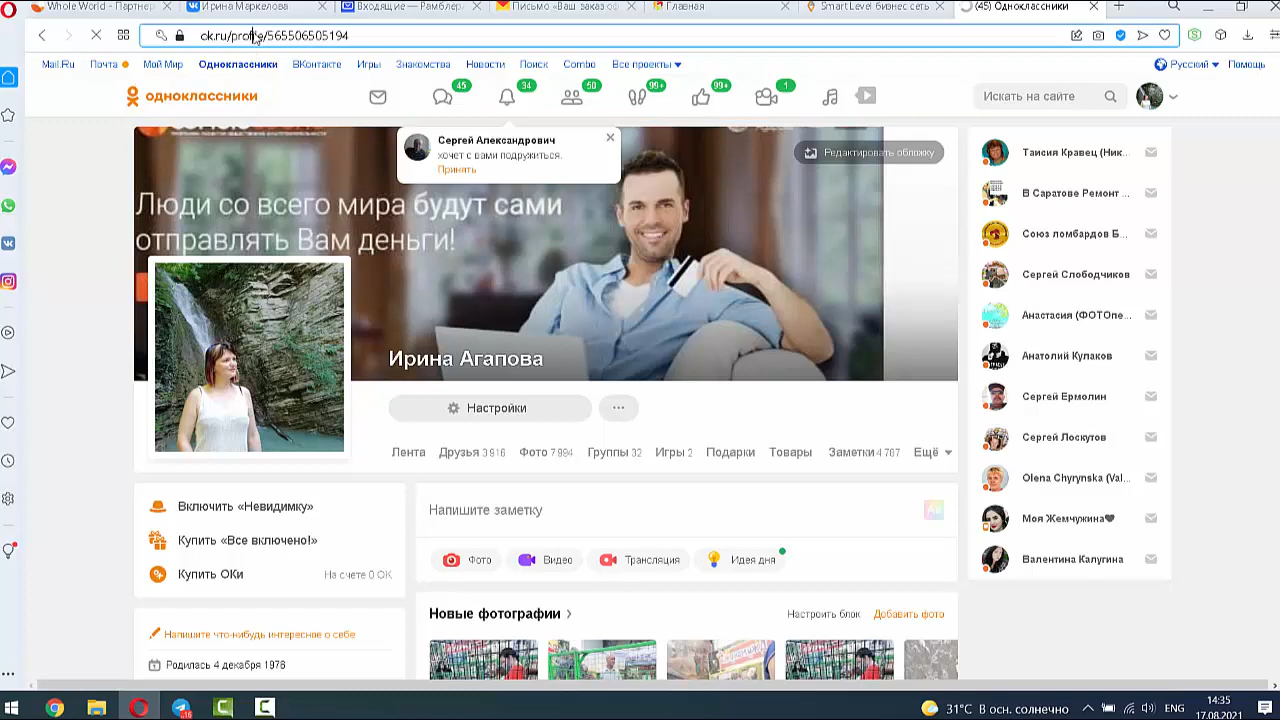 Whole World - Партнер
Ирина Маркелова
Входящие — Рамблер
Письмо «Ваш заказ оф
Главная
SmartLevel бизнес сеть
(45) Одноклассники
ok.ru/profile/565506505194
Mail.Ru Почта Мой Мир Одноклассники ВКонтакте Игры Знакомства Новости Поиск Combo Все проекты Русский Помощь
одноклассники 45 34 50 99+ 99+ 1 Искать на сайте
Сергей Александрович
хочет с вами подружиться.
Принять
Редактировать обложку
Люди со всего мира будут сами
отправлять Вам деньги!
Ирина Агапова
Настройки
Лента Друзья 3 916 Фото 7 994 Группы 32 Игры 2 Подарки Товары Заметки 4 707 Ещё
Включить «Невидимку»
Купить «Все включено!»
Купить ОКи На счете 0 ОК
Напишите что-нибудь интересное о себе
Родилась 4 декабря 1976
Напишите заметку
Фото Видео Трансляция Идея дня
Новые фотографии Настроить блок Добавить фото
Таисия Кравец (Ник...
В Саратове Ремонт ...
Союз ломбардов Б...
Сергей Слободчиков
Анастасия (ФОТОпе...
Анатолий Кулаков
Сергей Ермолин
Сергей Лоскутов
Olena Chyrynska (Val...
Моя Жемчужина🖤
Валентина Калугина
31°C В осн. солнечно ENG 14:35
17.08.2021